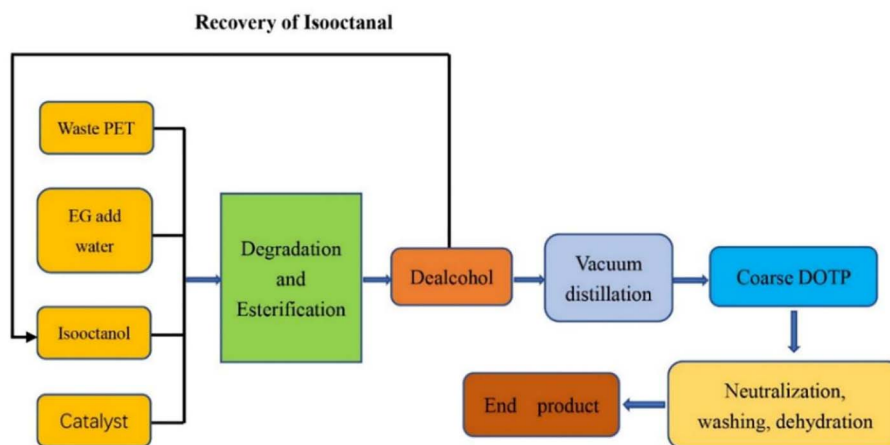 Recovery of Isooctanal
Waste PET
EG add
water
Isooctanol
Catalyst
Degradation
and
Esterification
Dealcohol
Vacuum
distillation
Coarse DOTP
Neutralization,
washing, dehydration
End product